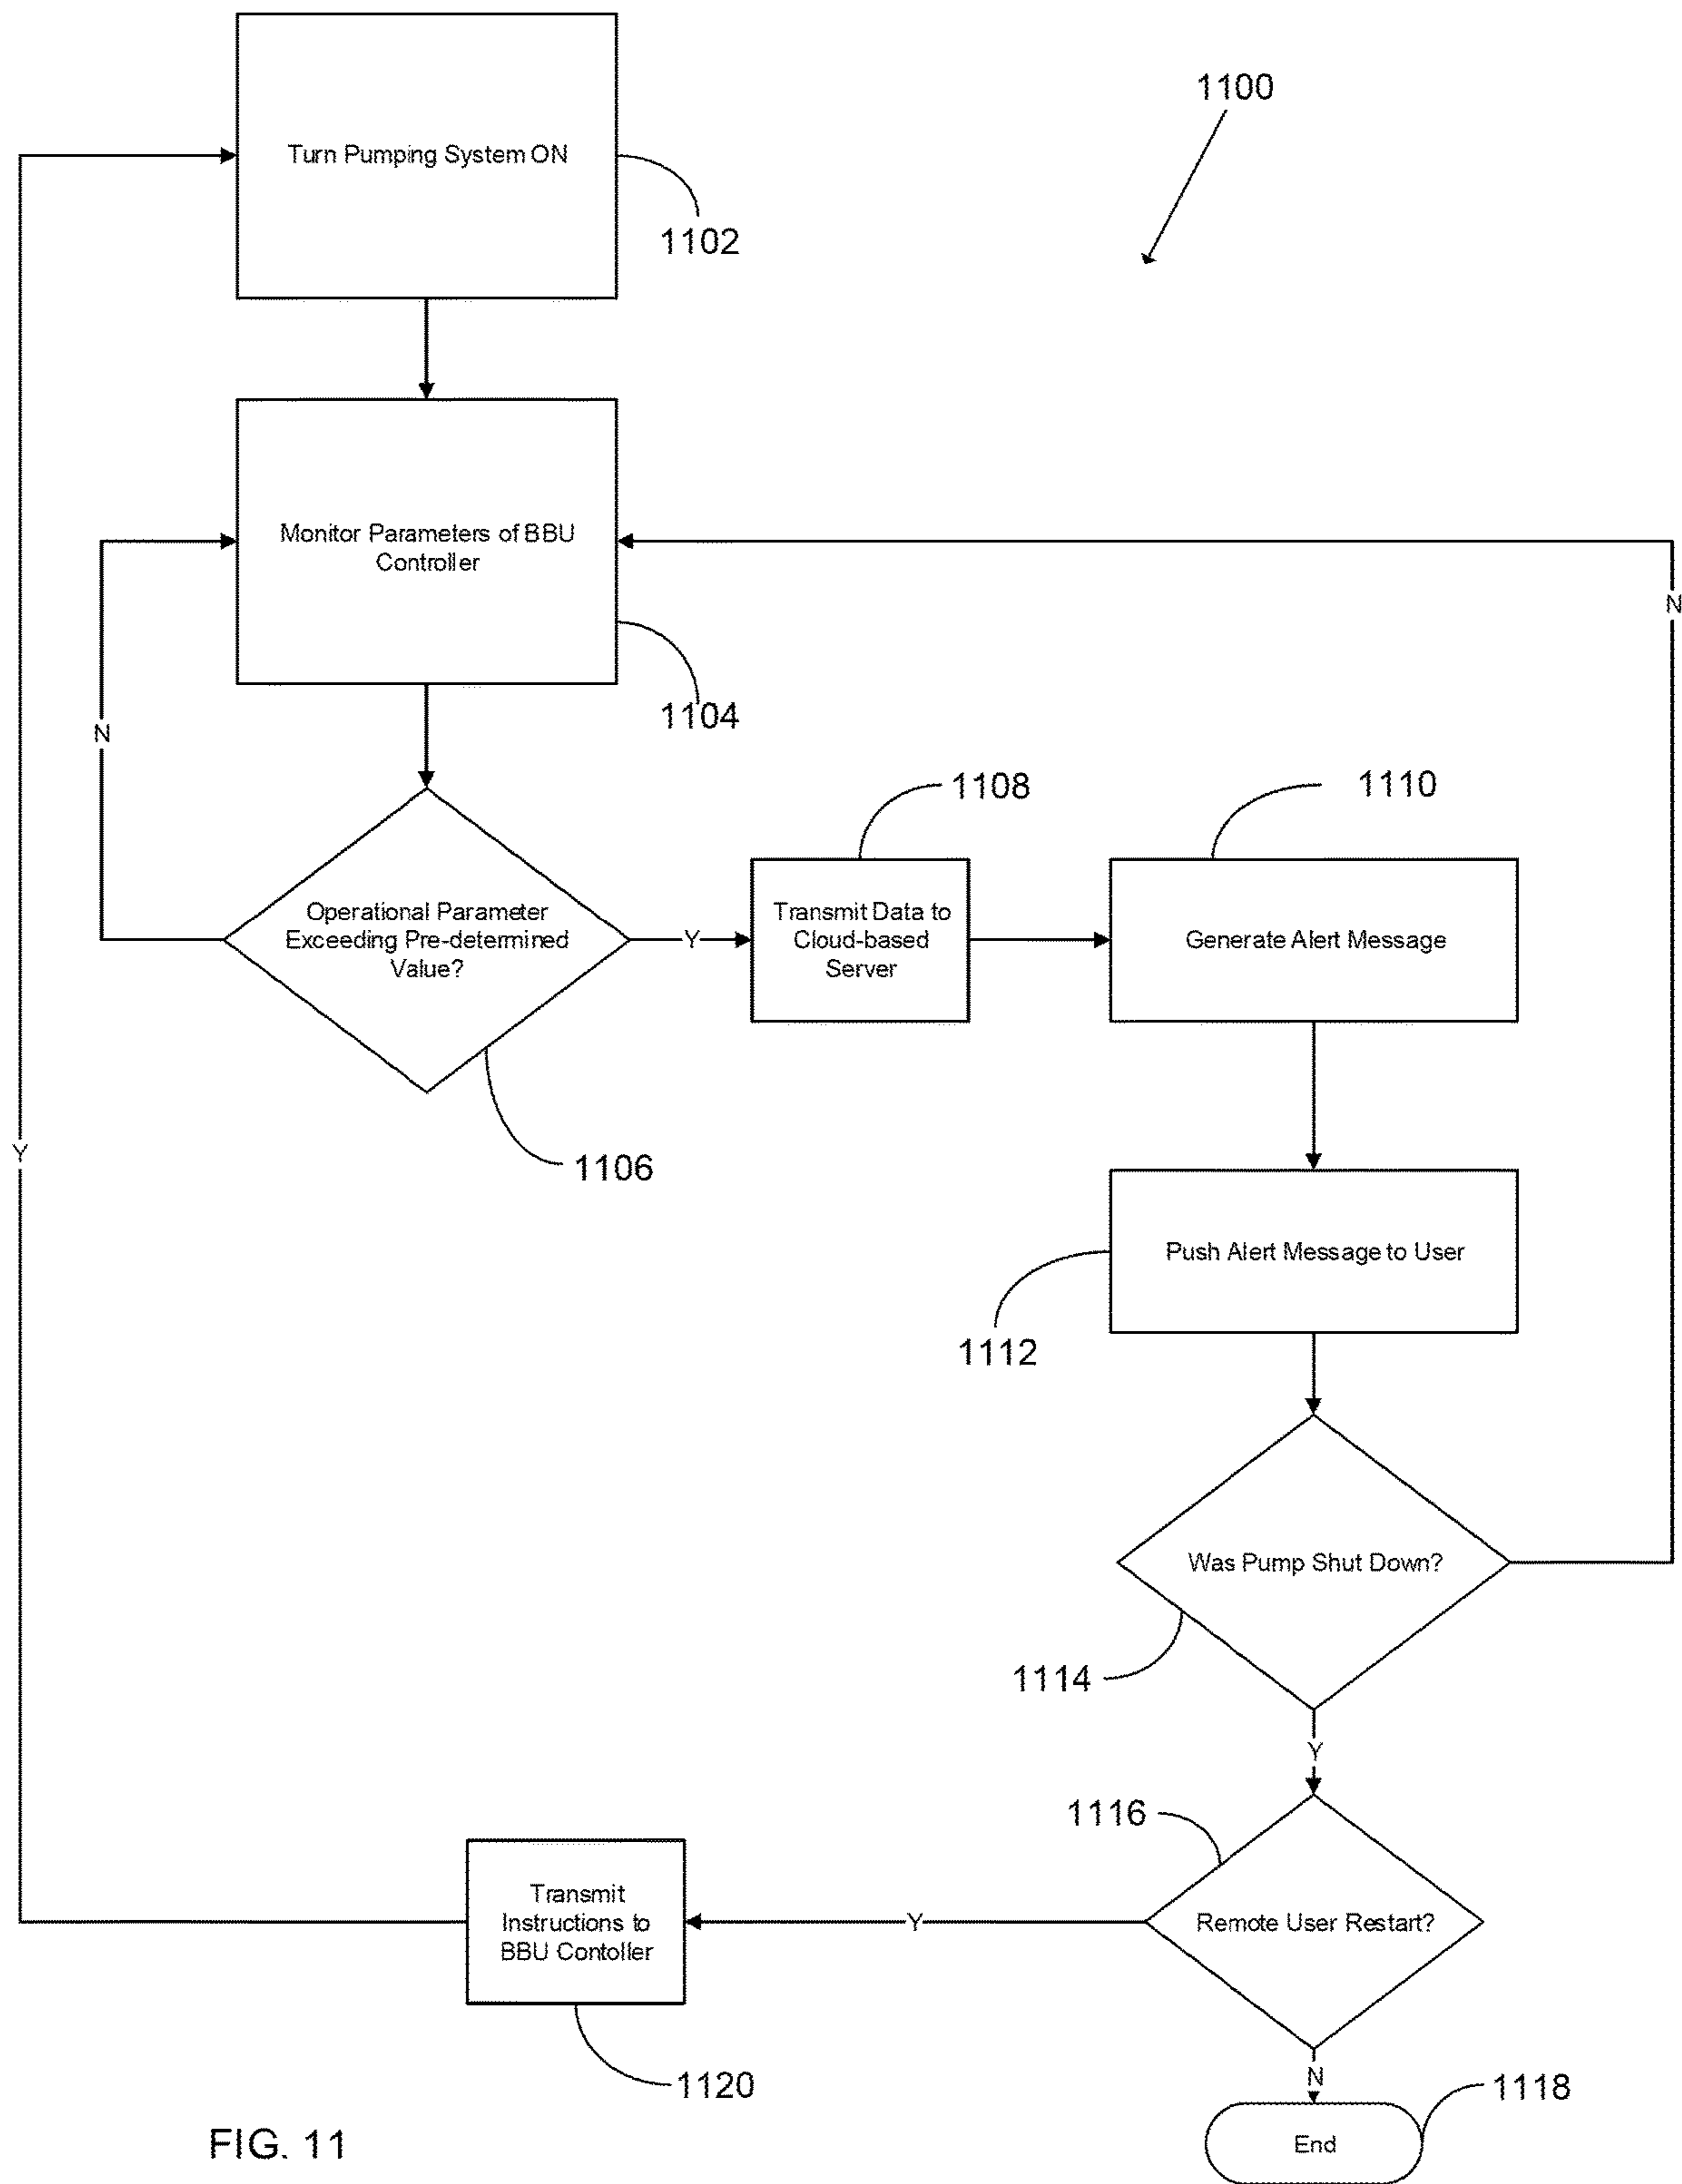 1100
Turn Pumping System ON
1102
Monitor Parameters of BBU
Controller
N
1104
N
1108
1110
Operational Parameter
Exceeding Pre-determined
Value?
Y
Transmit Data to
Cloud-based
Server
Generate Alert Message
Y
1106
Push Alert Message to User
1112
Was Pump Shut Down?
1114
Y
1116
Transmit
Instructions to
BBU Contoller
Y
Remote User Restart?
N
1120
1118
End
FIG. 11